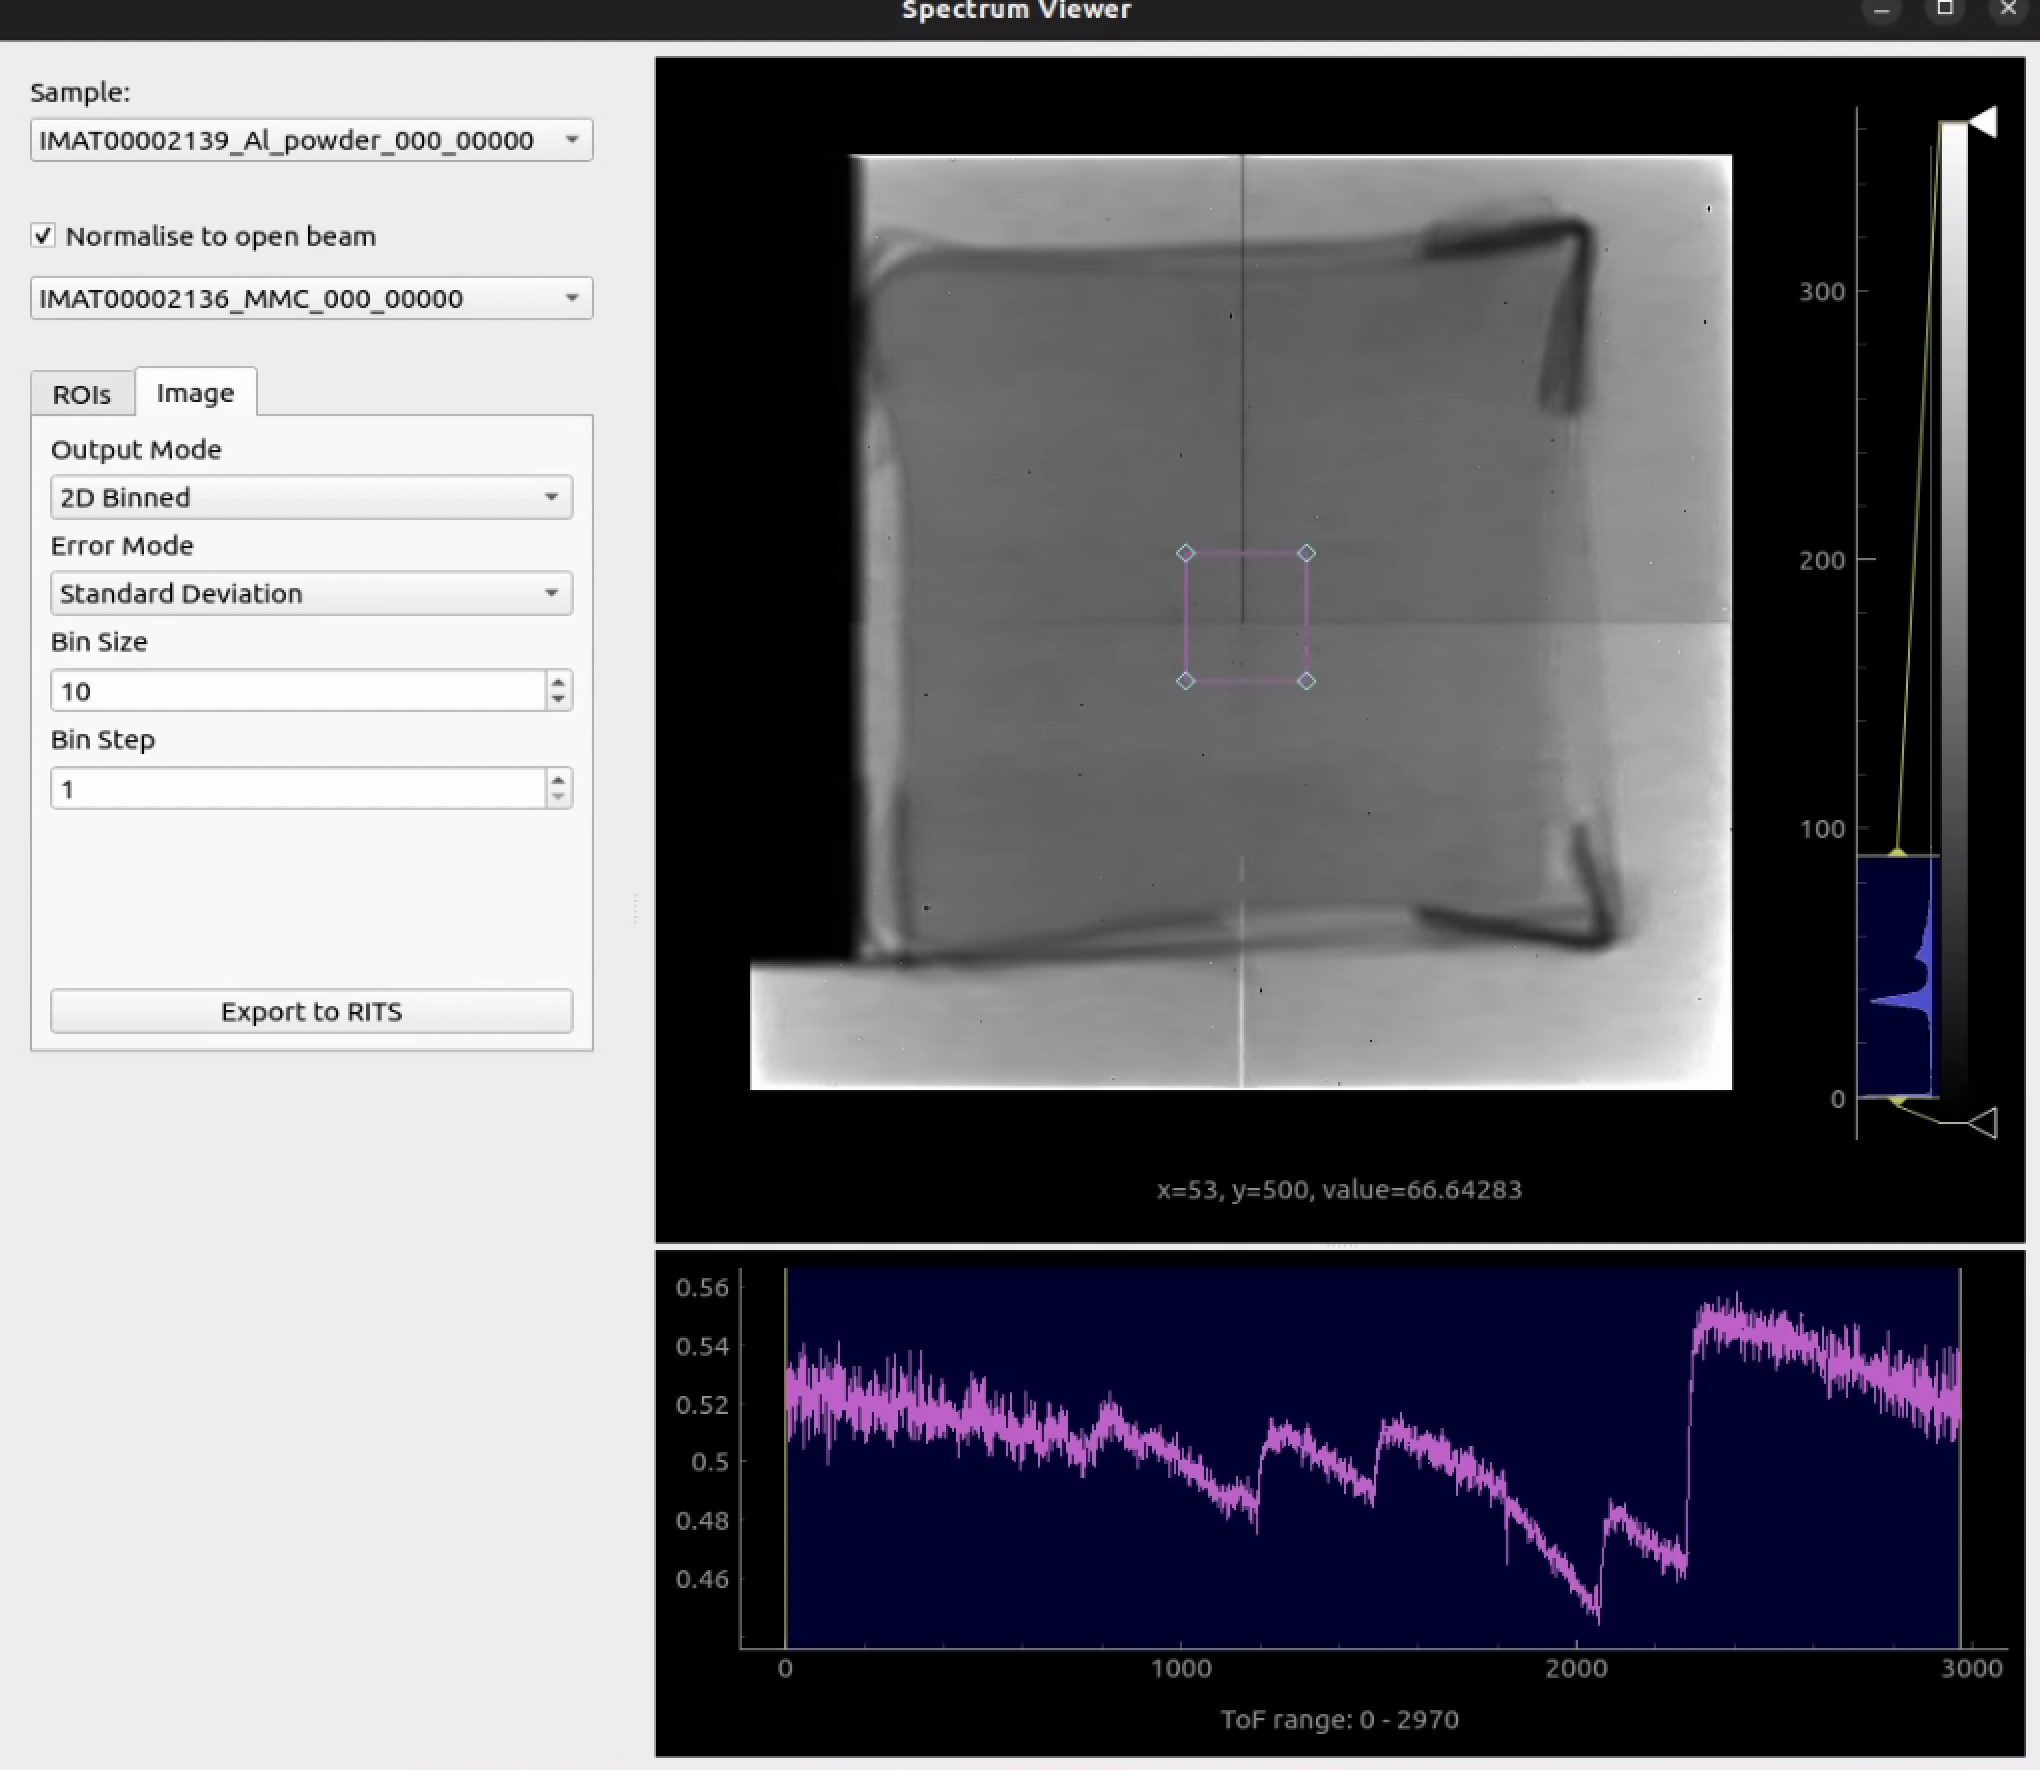 Spectrum Viewer
Sample:
IMAT00002139_Al_powder_000_00000
Normalise to open beam
IMAT00002136_MMC_000_00000
ROIs
Image
Output Mode
2D Binned
Error Mode
Standard Deviation
Bin Size
10
Bin Step
1
Export to RITS
300
200
100
0
x=53, y=500, value=66.64283
0.56
0.54
0.52
0.5
0.48
0.46
0
1000
2000
3000
ToF range: 0 - 2970